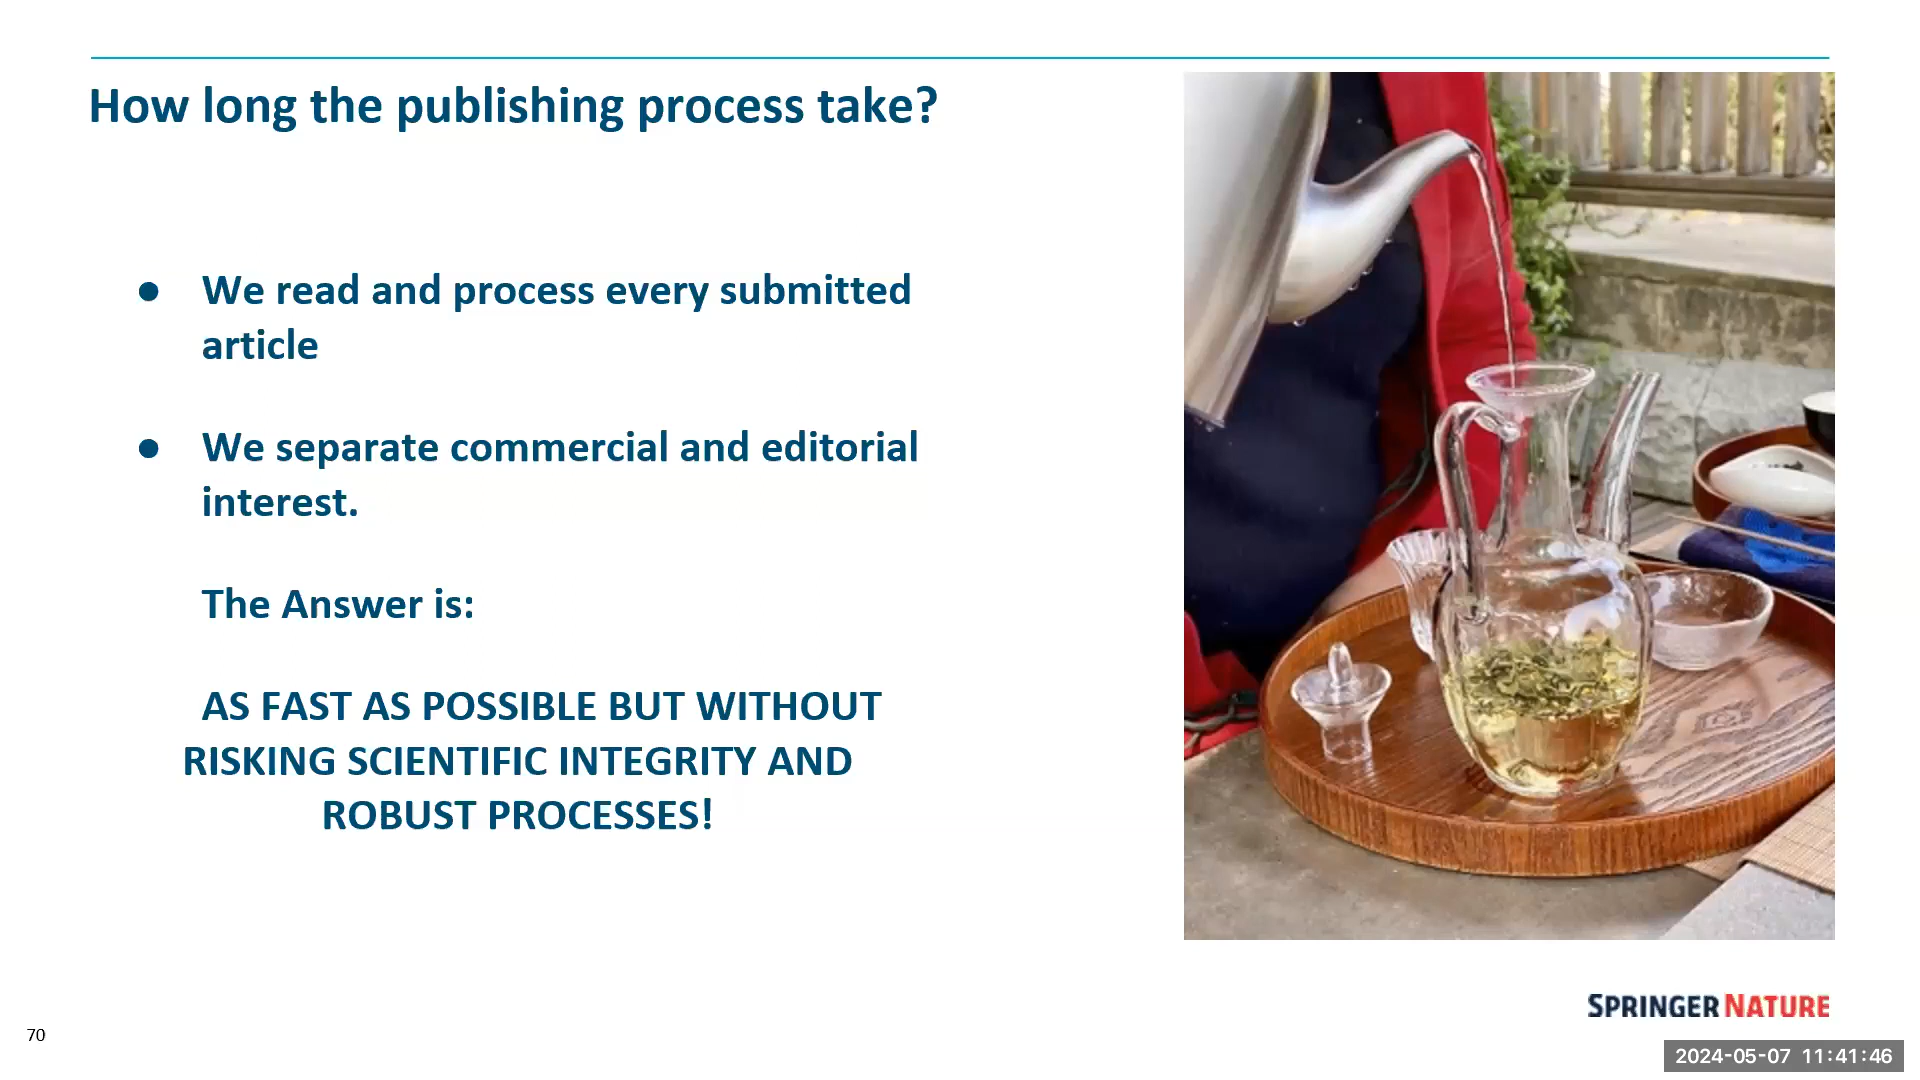 How long the publishing process take?
● We read and process every submitted
article
● We separate commercial and editorial
interest.
The Answer is:
AS FAST AS POSSIBLE BUT WITHOUT
RISKING SCIENTIFIC INTEGRITY AND
ROBUST PROCESSES!
SPRINGER NATURE
70
2024-05-07 11:41:46